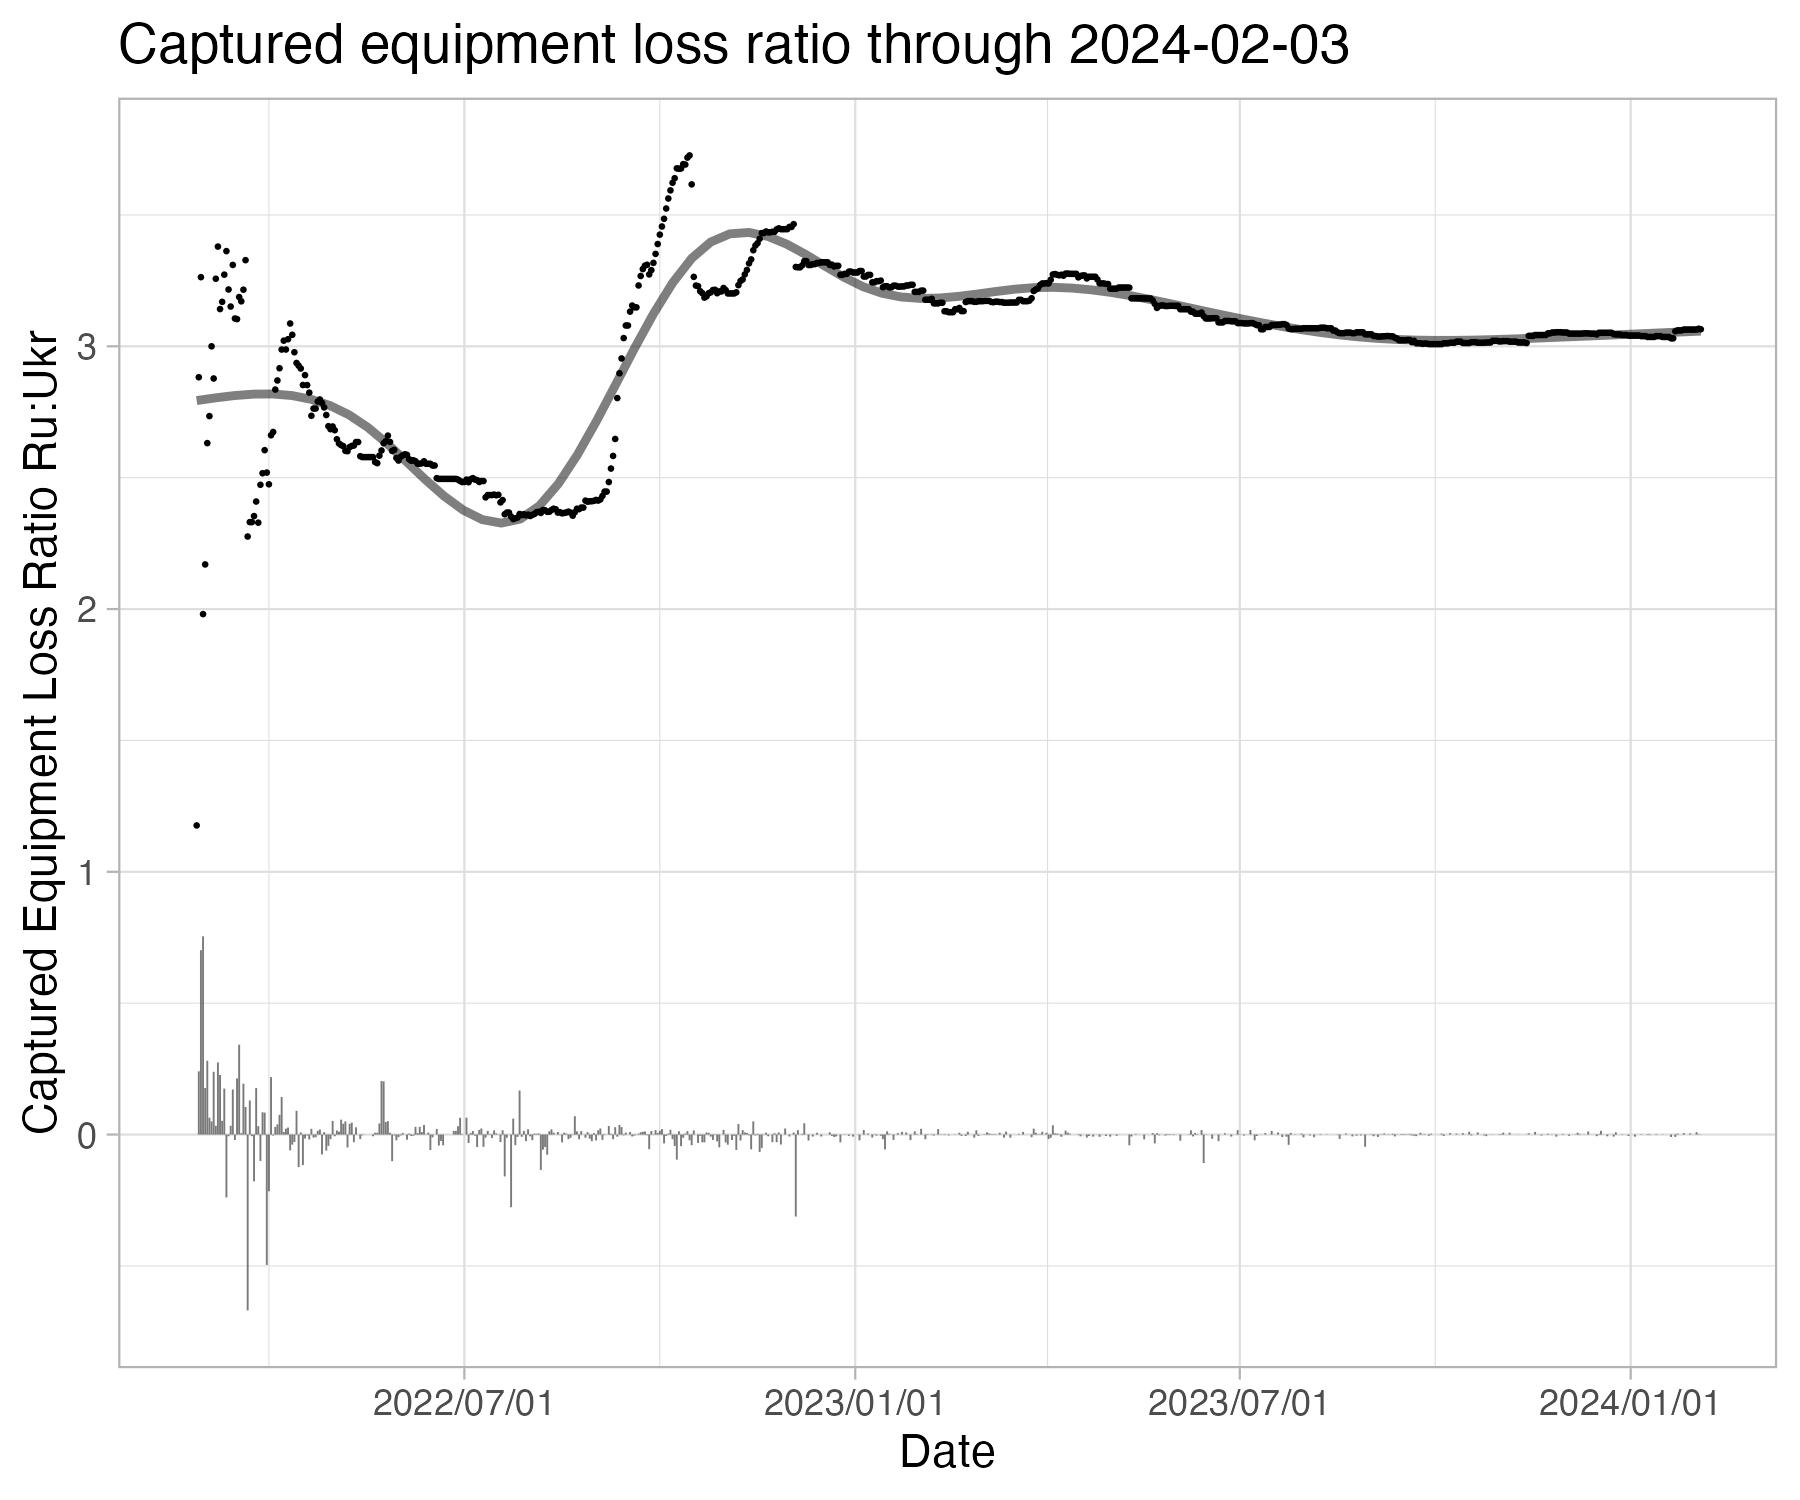 Captured equipment loss ratio through 2024-02-03
Captured Equipment Loss Ratio Ru:Ukr
3
2
1
0
2022/07/01
2023/01/01
2023/07/01
2024/01/01
Date